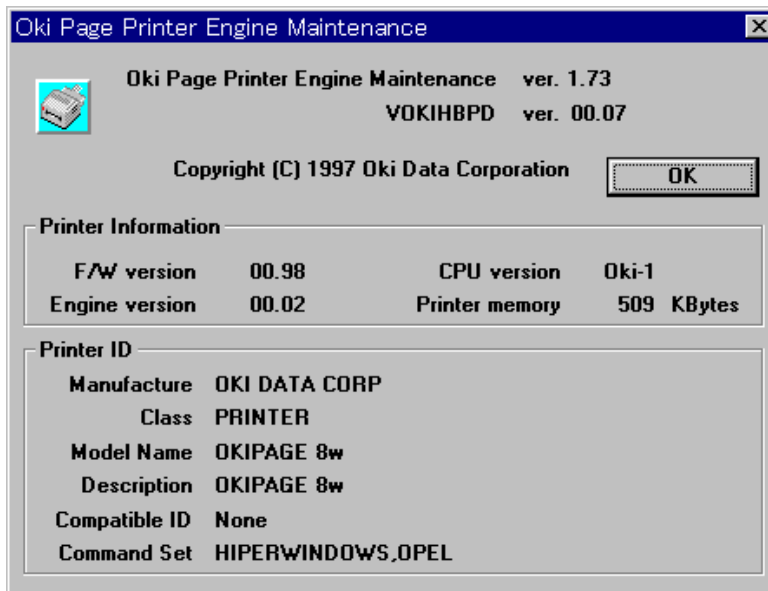 Oki Page Printer Engine Maintenance
Oki Page Printer Engine Maintenance ver. 1.73
VOKIHBPD ver. 00.07
Copyright (C) 1997 Oki Data Corporation OK
Printer Information
F/W version 00.98 CPU version Oki-1
Engine version 00.02 Printer memory 509 KBytes
Printer ID
Manufacture OKI DATA CORP
Class PRINTER
Model Name OKIPAGE 8w
Description OKIPAGE 8w
Compatible ID None
Command Set HIPERWINDOWS,OPEL